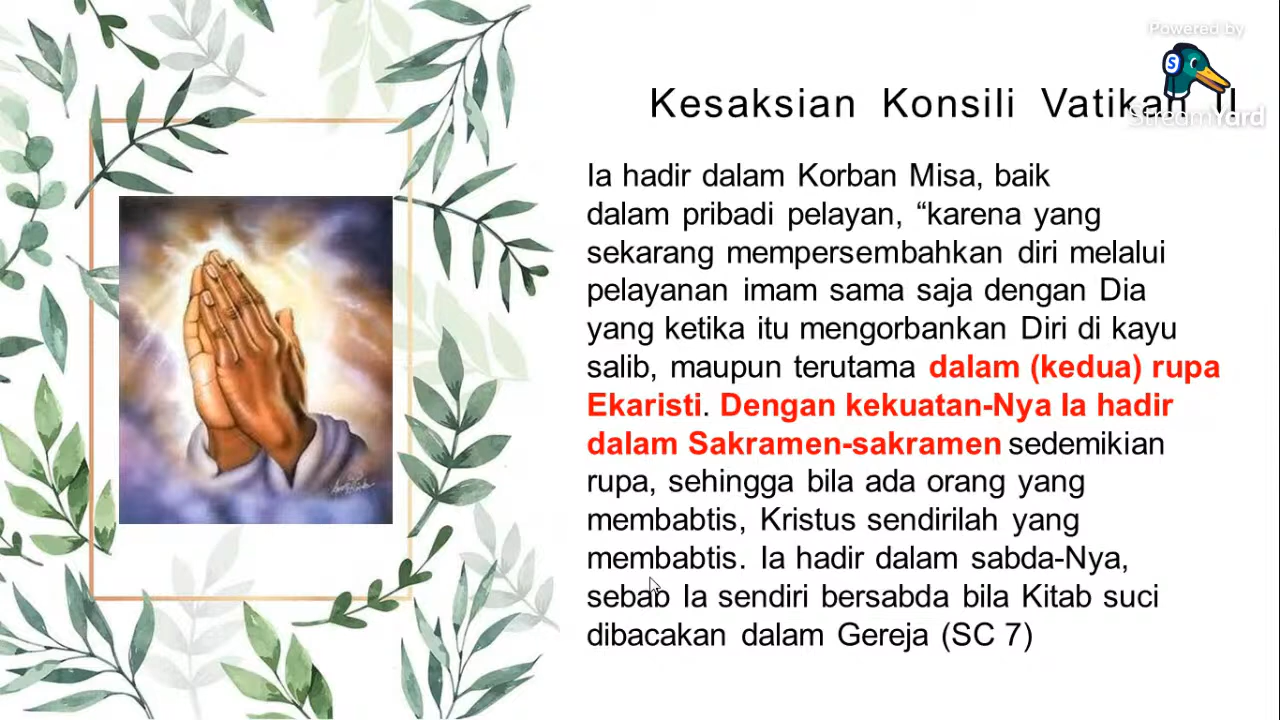 Powered by
StreamYard
Kesaksian Konsili Vatikan II
Ia hadir dalam Korban Misa, baik
dalam pribadi pelayan, “karena yang
sekarang mempersembahkan diri melalui
pelayanan imam sama saja dengan Dia
yang ketika itu mengorbankan Diri di kayu
salib, maupun terutama dalam (kedua) rupa
Ekaristi. Dengan kekuatan-Nya Ia hadir
dalam Sakramen-sakramen sedemikian
rupa, sehingga bila ada orang yang
membabtis, Kristus sendirilah yang
membabtis. Ia hadir dalam sabda-Nya,
sebab Ia sendiri bersabda bila Kitab suci
dibacakan dalam Gereja (SC 7)